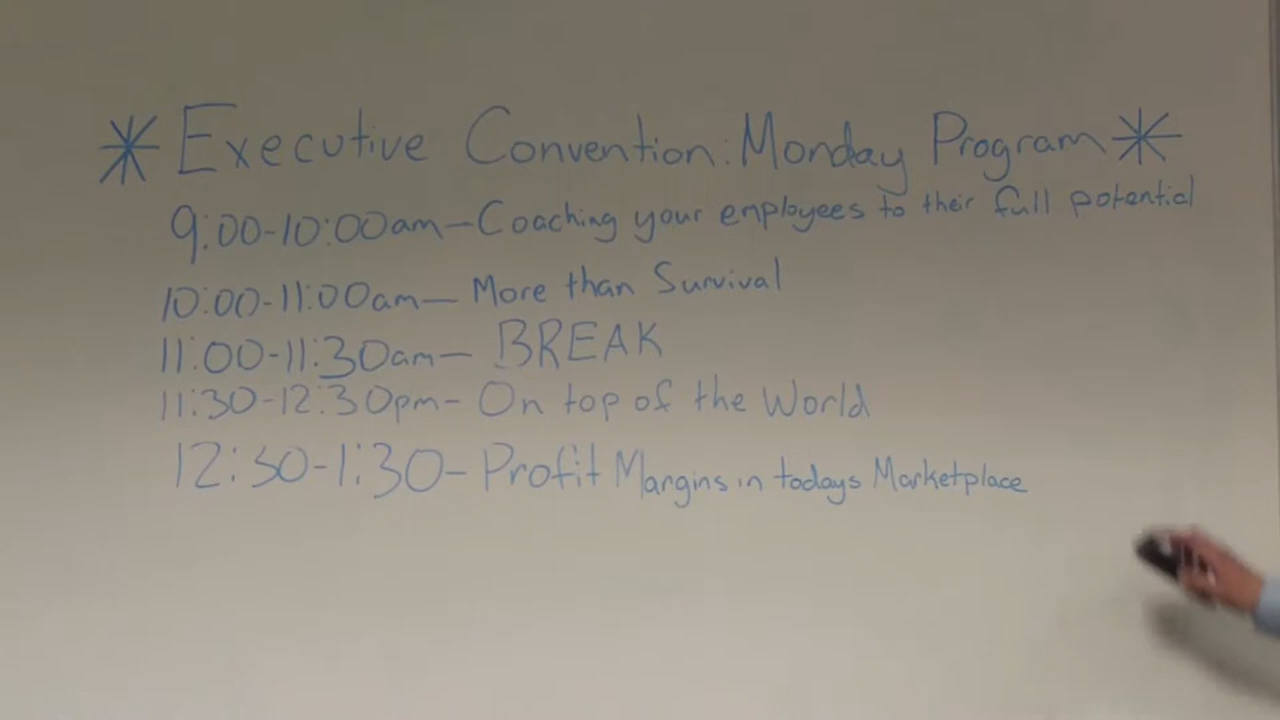 * Executive Convention: Monday Program *
9:00-10:00am-Coaching your employees to their full potential
10:00-11:00am- More than Survival
11:00-11:30am- BREAK
11:30-12:30pm- On top of the World
12:30-1:30- Profit Margins in todays Marketplace